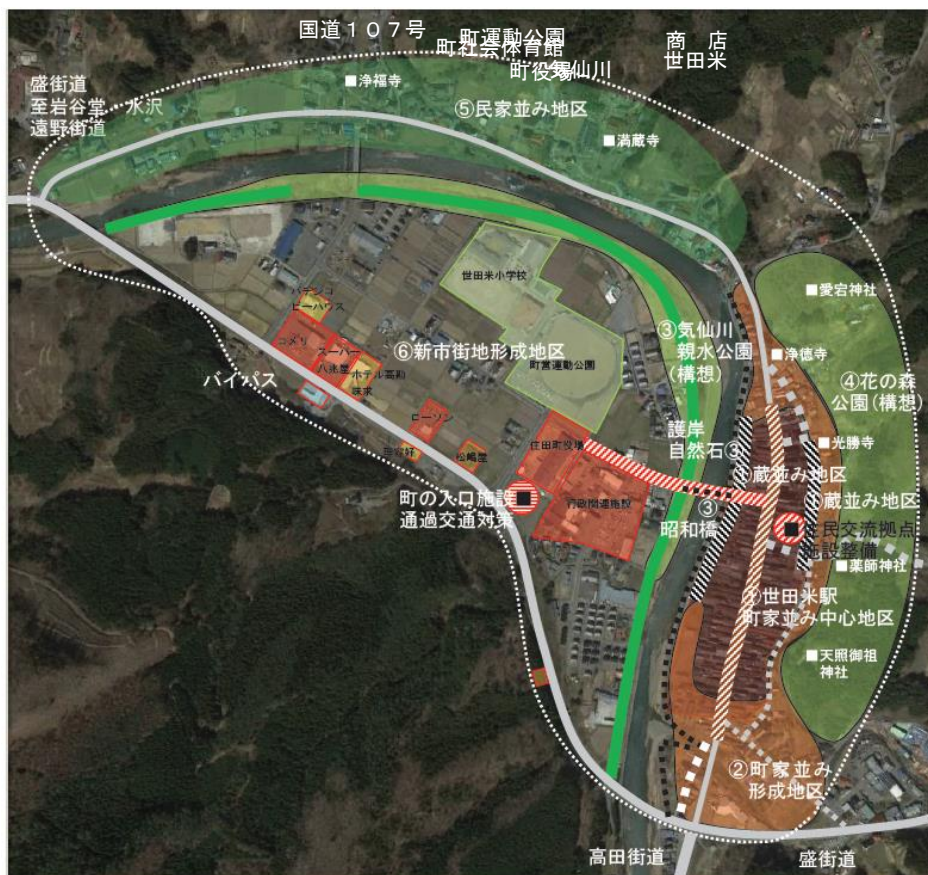 国道１０７号
町運動公園
町社会体育館
町役場
気仙川
商　店
世田米
盛街道
至岩谷堂・水沢
遠野街道
■浄福寺
⑤民家並み地区
■満蔵寺
世田米小学校
■愛宕神社
パチンコ
ビーハウス
コメリ
スーパー
八兆屋
ホテル高勘
味来
⑥新市街地形成地区
町営運動公園
③気仙川
親水公園
(構想)
■浄徳寺
④花の森
公園(構想)
バイパス
ローソン
松嶋屋
住田町役場
護岸
自然石③
■光勝寺
①蔵並み地区
①蔵並み地区
町の入口施設
通過交通対策
行政関連施設
③
昭和橋
住民交流拠点
施設整備
■薬師神社
①世田米駅
町家並み中心地区
■天照御祖
神社
②町家並み
形成地区
高田街道
盛街道